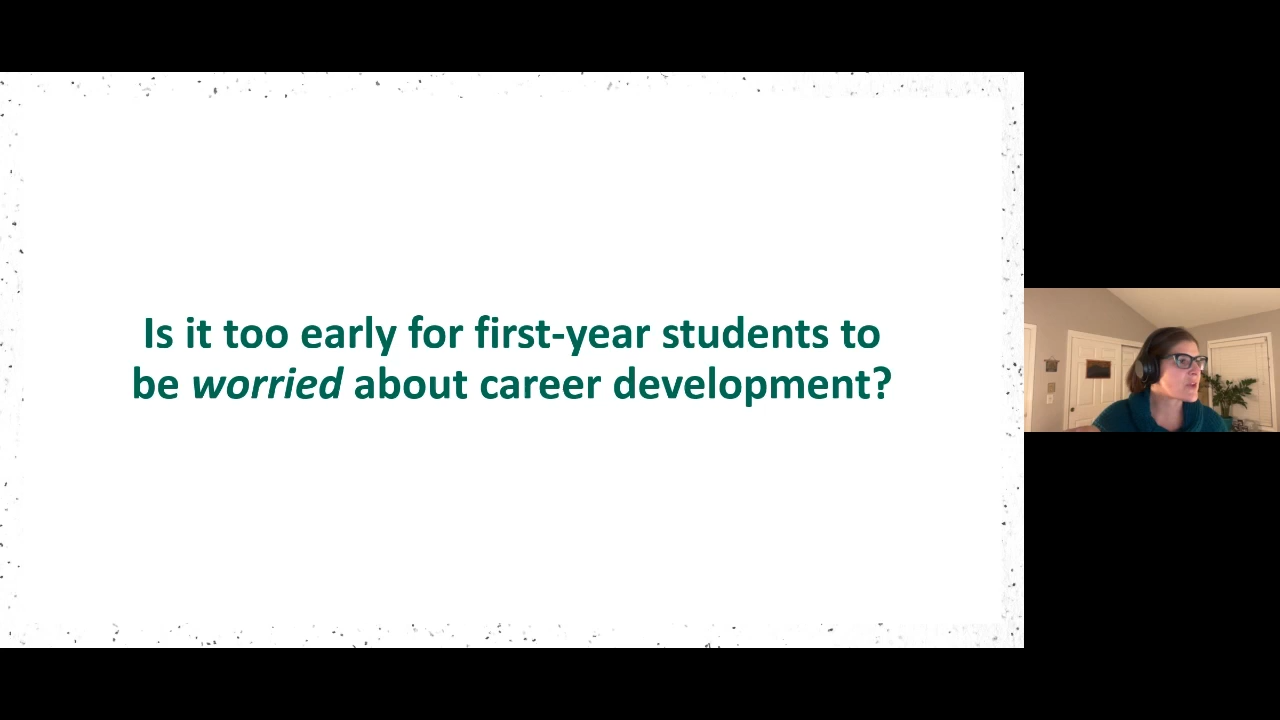 Is it too early for first-year students to
be worried about career development?